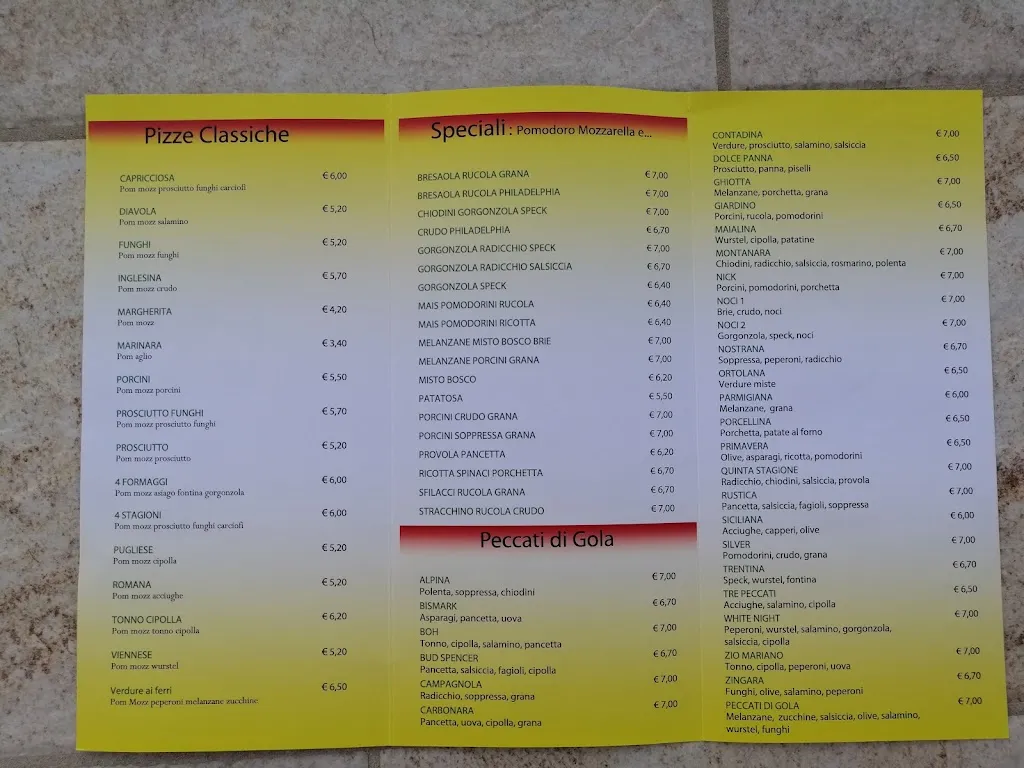 Pizze Classiche
CAPRICCIOSA € 6,00
Pom mozz prosciutto funghi carciofi
DIAVOLA € 5,20
Pom mozz salamino
FUNGHI € 5,20
Pom mozz funghi
INGLESINA € 5,70
Pom mozz crudo
MARGHERITA € 4,20
Pom mozz
MARINARA € 3,40
Pom aglio
PORCINI € 5,50
Pom mozz porcini
PROSCIUTTO FUNGHI € 5,70
Pom mozz prosciutto funghi
PROSCIUTTO € 5,20
Pom mozz prosciutto
4 FORMAGGI € 6,00
Pom mozz asiago fontina gorgonzola
4 STAGIONI € 6,00
Pom mozz prosciutto funghi carciofi
PUGLIESE € 5,20
Pom mozz cipolla
ROMANA € 5,20
Pom mozz acciughe
TONNO CIPOLLA € 6,20
Pom mozz tonno cipolla
VIENNESE € 5,20
Pom mozz wurstel
Verdure ai ferri € 6,50
Pom Mozz peperoni melanzane zucchine
Speciali : Pomodoro Mozzarella e...
BRESAOLA RUCOLA GRANA € 7,00
BRESAOLA RUCOLA PHILADELPHIA € 7,00
CHIODINI GORGONZOLA SPECK € 7,00
CRUDO PHILADELPHIA € 6,70
GORGONZOLA RADICCHIO SPECK € 7,00
GORGONZOLA RADICCHIO SALSICCIA € 6,70
GORGONZOLA SPECK € 6,40
MAIS POMODORINI RUCOLA € 6,40
MAIS POMODORINI RICOTTA € 6,40
MELANZANE MISTO BOSCO BRIE € 7,00
MELANZANE PORCINI GRANA € 7,00
MISTO BOSCO € 6,20
PATATOSA € 5,50
PORCINI CRUDO GRANA € 7,00
PORCINI SOPPRESSA GRANA € 7,00
PROVOLA PANCETTA € 6,20
RICOTTA SPINACI PORCHETTA € 6,70
SFILACCI RUCOLA GRANA € 6,70
STRACCHINO RUCOLA CRUDO € 7,00
Peccati di Gola
ALPINA € 7,00
Polenta, soppressa, chiodini
BISMARK € 6,70
Asparagi, pancetta, uova
BOH € 7,00
Tonno, cipolla, salamino, pancetta
BUD SPENCER € 6,70
Pancetta, salsiccia, fagioli, cipolla
CAMPAGNOLA € 7,00
Radicchio, soppressa, grana
CARBONARA € 7,00
Pancetta, uova, cipolla, grana
CONTADINA € 7,00
Verdure, prosciutto, salamino, salsiccia
DOLCE PANNA € 6,50
Prosciutto, panna, piselli
GHIOTTA € 7,00
Melanzane, porchetta, grana
GIARDINO € 6,50
Porcini, rucola, pomodorini
MAIALINA € 6,70
Wurstel, cipolla, patatine
MONTANARA € 7,00
Chiodini, radicchio, salsiccia, rosmarino, polenta
NICK € 7,00
Porcini, pomodorini, porchetta
NOCI 1 € 7,00
Brie, crudo, noci
NOCI 2 € 7,00
Gorgonzola, speck, noci
NOSTRANA € 6,70
Soppressa, peperoni, radicchio
ORTOLANA € 6,50
Verdure miste
PARMIGIANA € 6,00
Melanzane, grana
PORCELLINA € 6,50
Porchetta, patate al forno
PRIMAVERA € 6,50
Olive, asparagi, ricotta, pomodorini
QUINTA STAGIONE € 7,00
Radicchio, chiodini, salsiccia, provola
RUSTICA € 7,00
Pancetta, salsiccia, fagioli, soppressa
SICILIANA € 6,00
Acciughe, capperi, olive
SILVER € 7,00
Pomodorini, crudo, grana
TRENTINA € 6,70
Speck, wurstel, fontina
TRE PECCATI € 6,50
Acciughe, salamino, cipolla
WHITE NIGHT € 7,00
Peperoni, wurstel, salamino, gorgonzola,
salsiccia, cipolla
ZIO MARIANO € 7,00
Tonno, cipolla, peperoni, uova
ZINGARA € 6,70
Funghi, olive, salamino, peperoni
PECCATI DI GOLA € 7,00
Melanzane, zucchine, salsiccia, olive, salamino,
wurstel, funghi